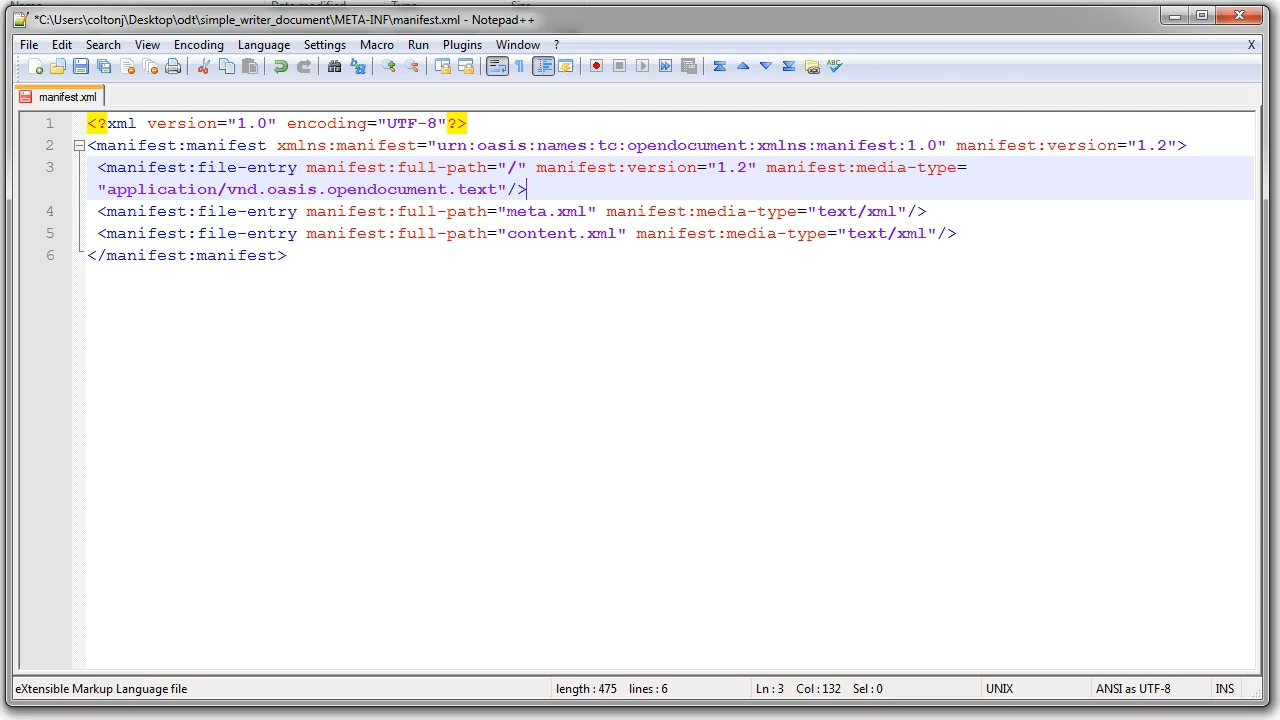 Name Date modified Type Size
*C:\Users\coltonj\Desktop\odt\simple_writer_document\META-INF\manifest.xml - Notepad++
File Edit Search View Encoding Language Settings Macro Run Plugins Window ? X
manifest.xml
1 <?xml version="1.0" encoding="UTF-8"?>
2 <manifest:manifest xmlns:manifest="urn:oasis:names:tc:opendocument:xmlns:manifest:1.0" manifest:version="1.2">
3 <manifest:file-entry manifest:full-path="/" manifest:version="1.2" manifest:media-type=
"application/vnd.oasis.opendocument.text"/>
4 <manifest:file-entry manifest:full-path="meta.xml" manifest:media-type="text/xml"/>
5 <manifest:file-entry manifest:full-path="content.xml" manifest:media-type="text/xml"/>
6 </manifest:manifest>
eXtensible Markup Language file length : 475 lines : 6 Ln : 3 Col : 132 Sel : 0 UNIX ANSI as UTF-8 INS